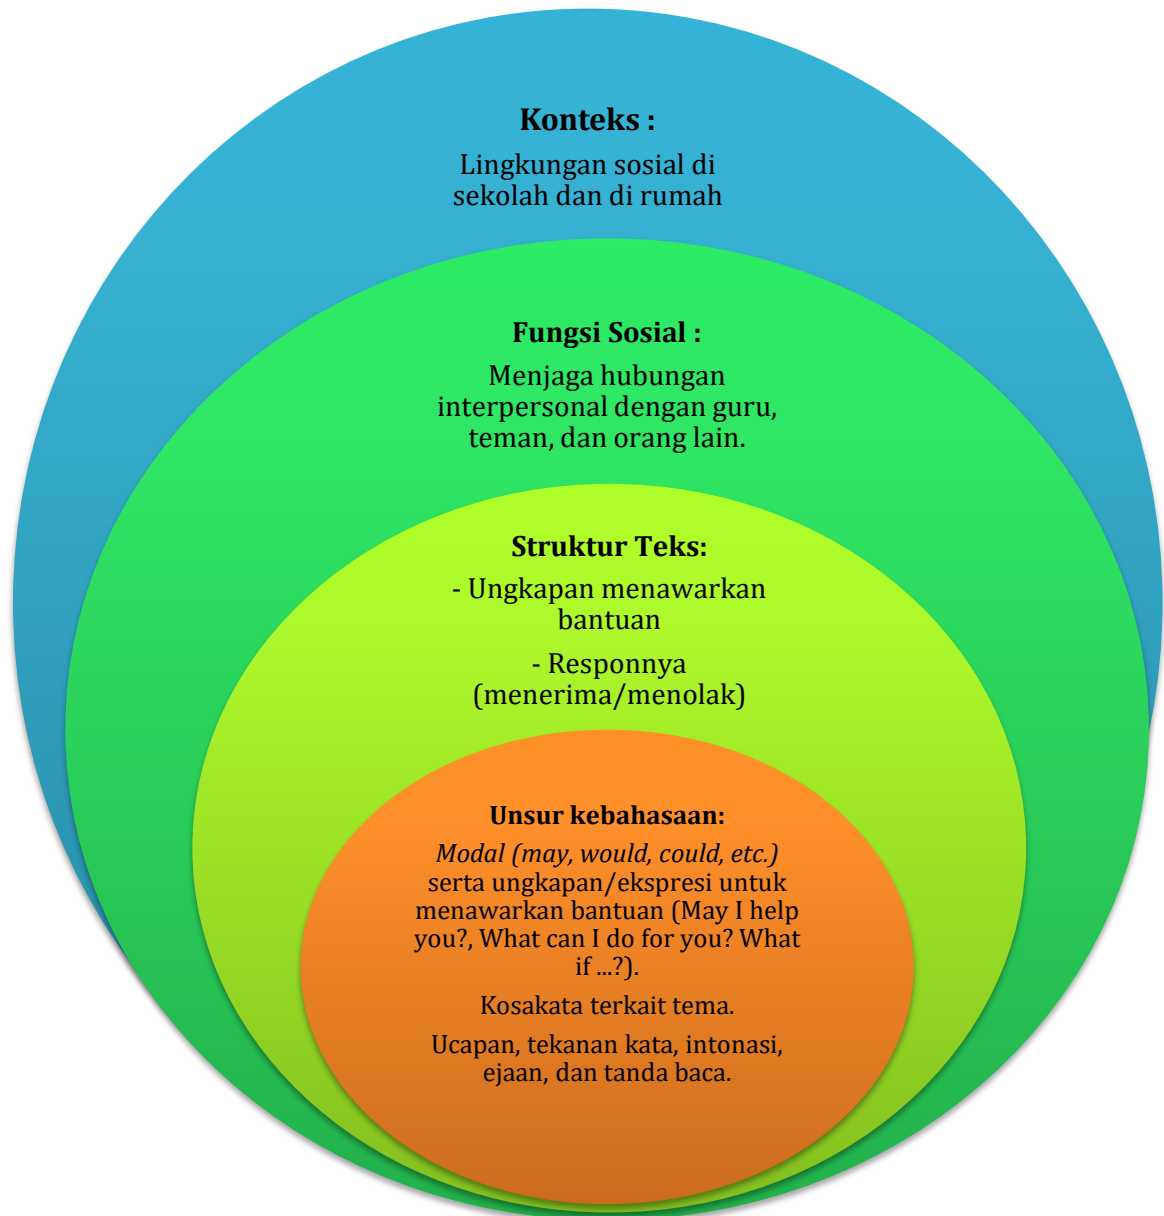 Konteks :
Lingkungan sosial di
sekolah dan di rumah
Fungsi Sosial :
Menjaga hubungan
interpersonal dengan guru,
teman, dan orang lain.
Struktur Teks:
- Ungkapan menawarkan
bantuan
- Responnya
(menerima/menolak)
Unsur kebahasaan:
Modal (may, would, could, etc.)
serta ungkapan/ekspresi untuk
menawarkan bantuan (May I help
you?, What can I do for you? What
if ...?).
Kosakata terkait tema.
Ucapan, tekanan kata, intonasi,
ejaan, dan tanda baca.